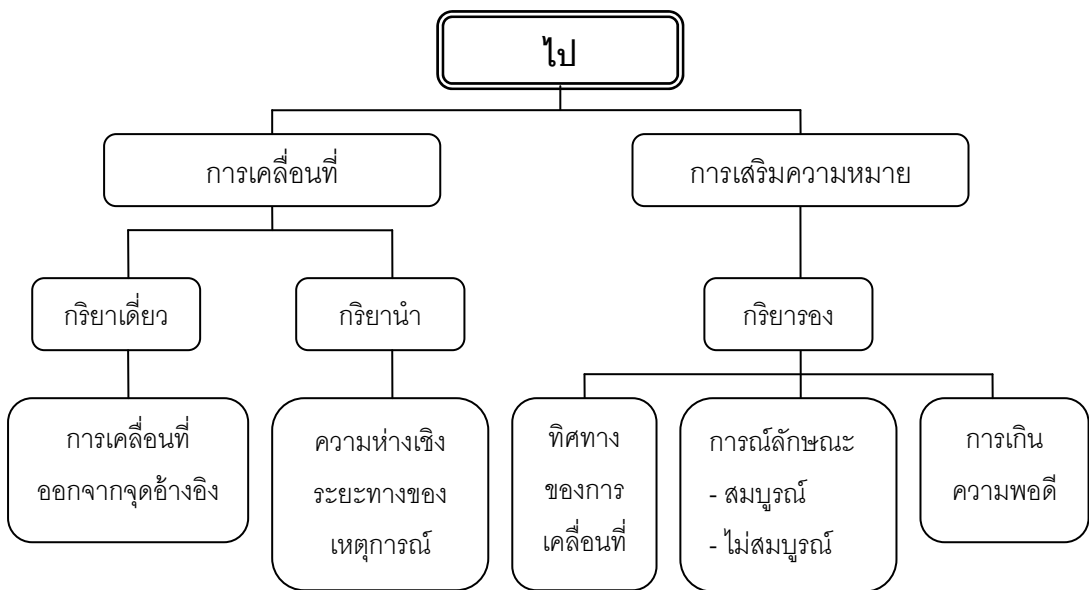 ไป
การเคลื่อนที่
การเสริมความหมาย
กริยาเดี่ยว
กริยานำ
กริยารอง
การเคลื่อนที่
ออกจากจุดอ้างอิง
ความห่างเชิง
ระยะทางของ
เหตุการณ์
ทิศทาง
ของการ
เคลื่อนที่
การณ์ลักษณะ
- สมบูรณ์
- ไม่สมบูรณ์
การเกิน
ความพอดี